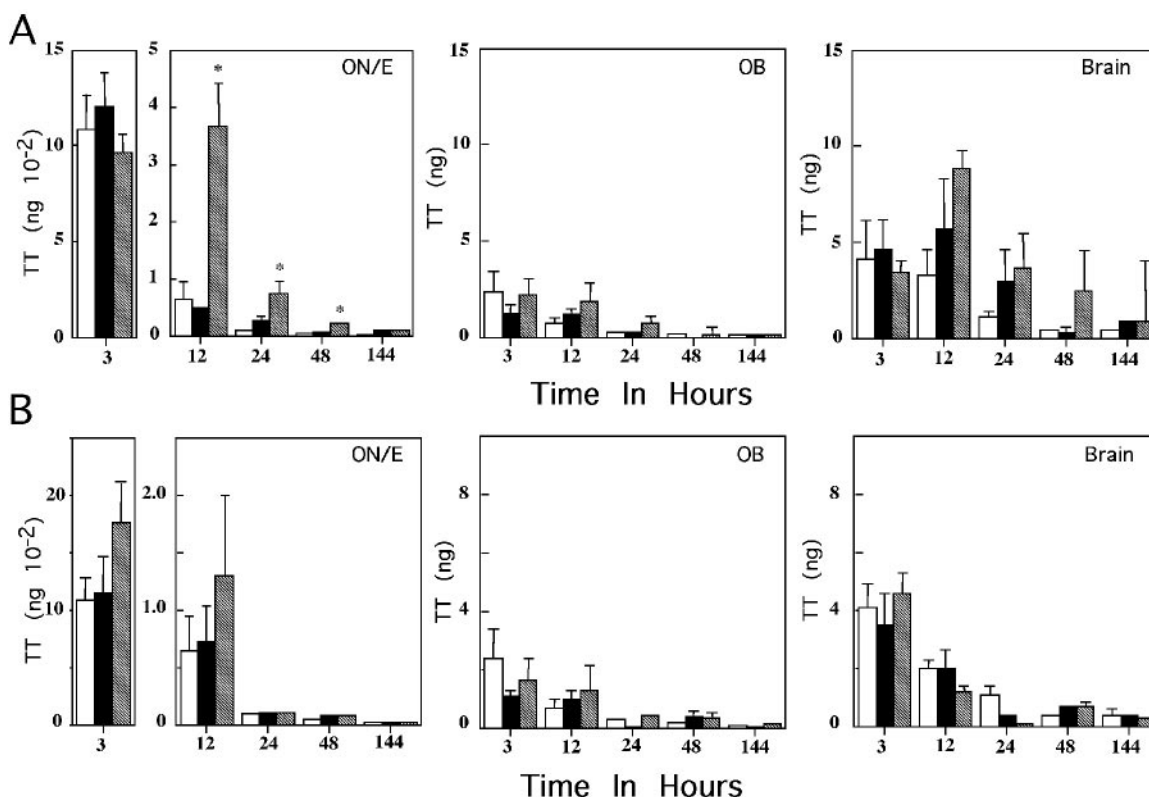 A
15 5 ON/E 15 OB 15 Brain
*
4
10 10 10
3
TT (ng 10-2) TT (ng) TT (ng)
2
5 5 5
*
1
*
0 0 0 0
3 12 24 48 144 3 12 24 48 144 3 12 24 48 144
Time In Hours
B
ON/E OB Brain
20 2.0 8 8
TT (ng 10-2) TT (ng) TT (ng)
10 1.0 4 4
0 0.0 0 0
3 12 24 48 144 3 12 24 48 144 3 12 24 48 144
Time In Hours